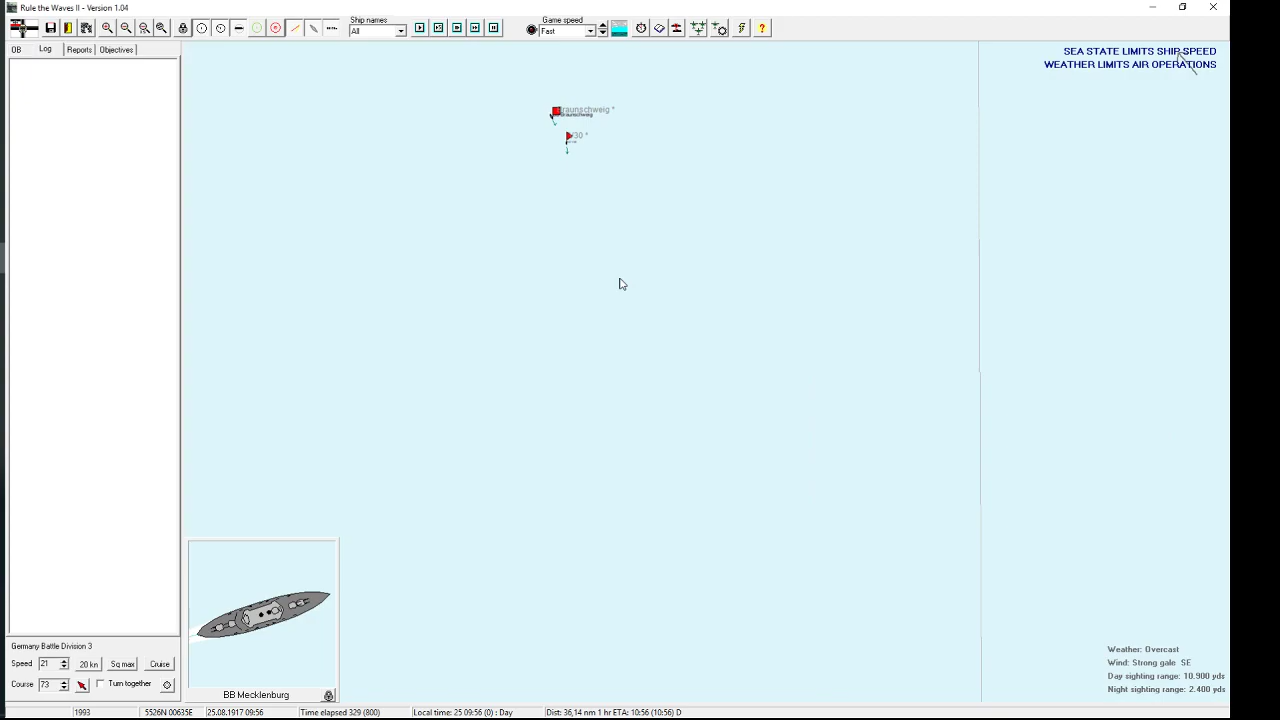 Rule the Waves II - Version 1.04
Ship names
All
Game speed
Fast
OB Log Reports Objectives
SEA STATE LIMITS SHIP SPEED
WEATHER LIMITS AIR OPERATIONS
Braunschweig *
Braunschweig
V30 *
Germany Battle Division 3
Speed 21 20 kn Sq max Cruise
Course 73 Turn together
BB Mecklenburg
Weather: Overcast
Wind: Strong gale SE
Day sighting range: 10.900 yds
Night sighting range: 2.400 yds
1993 5526N 00635E 25.08.1917 09:56 Time elapsed 329 (800) Local time: 25 09:56 (0) : Day Dist: 36,14 nm 1 hr ETA: 10:56 (10:56) D